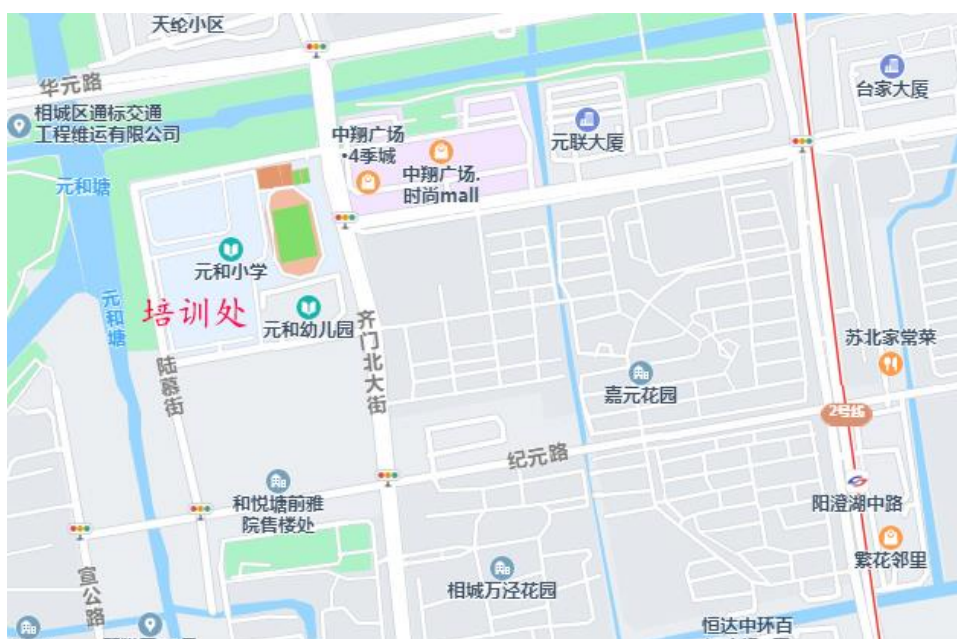 天纶小区
华元路
台家大厦
相城区通标交通
工程维运有限公司
中翔广场
•4季城
元联大厦
中翔广场.
时尚mall
元和塘
元和小学
培训处
元和幼儿园
元和塘
齐门北大街
苏北家常菜
陆慕街
嘉元花园
2号线
纪元路
和悦塘前雅
院售楼处
阳澄湖中路
繁花邻里
宣公路
相城万泾花园
恒达中环百